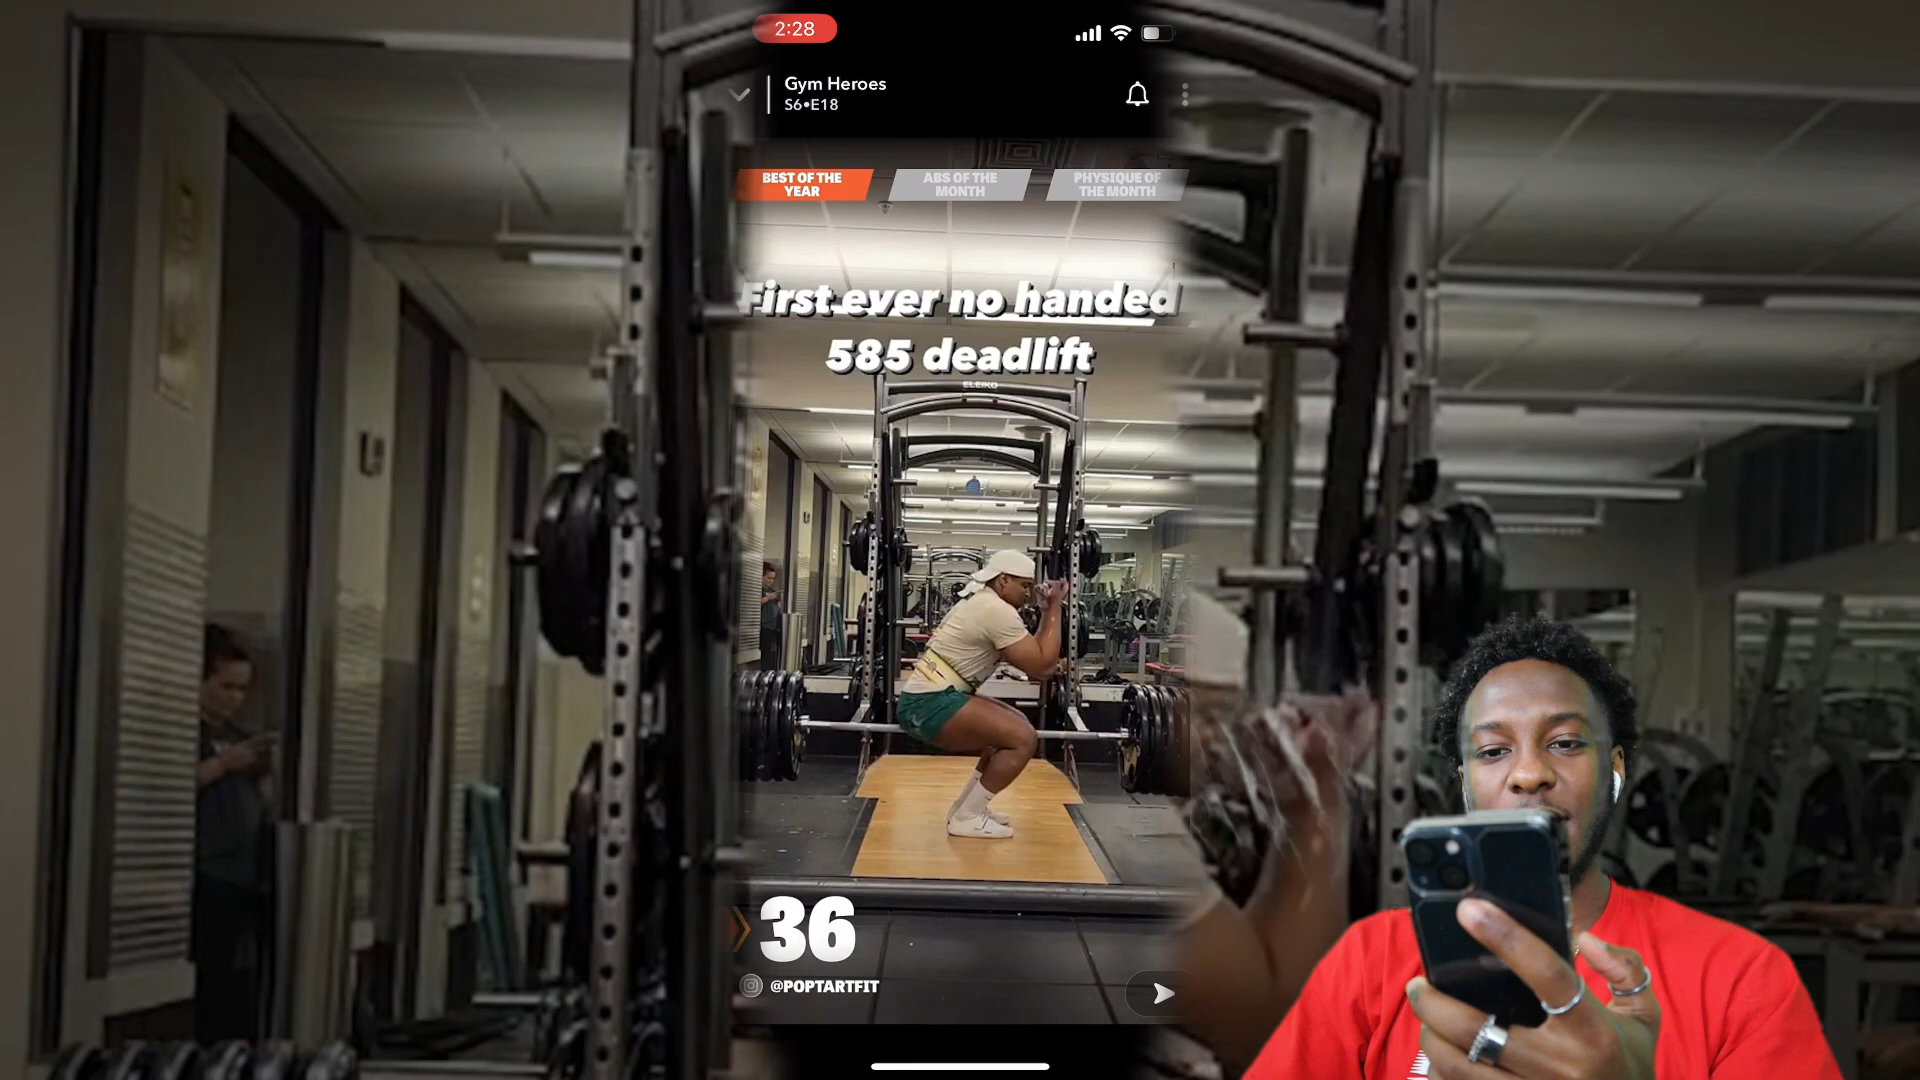 2:28
Gym Heroes
S6•E18
BEST OF THE
YEAR
ABS OF THE
MONTH
PHYSIQUE OF
THE MONTH
First ever no handed
585 deadlift
ELEIKO
36
@POPTARTFIT